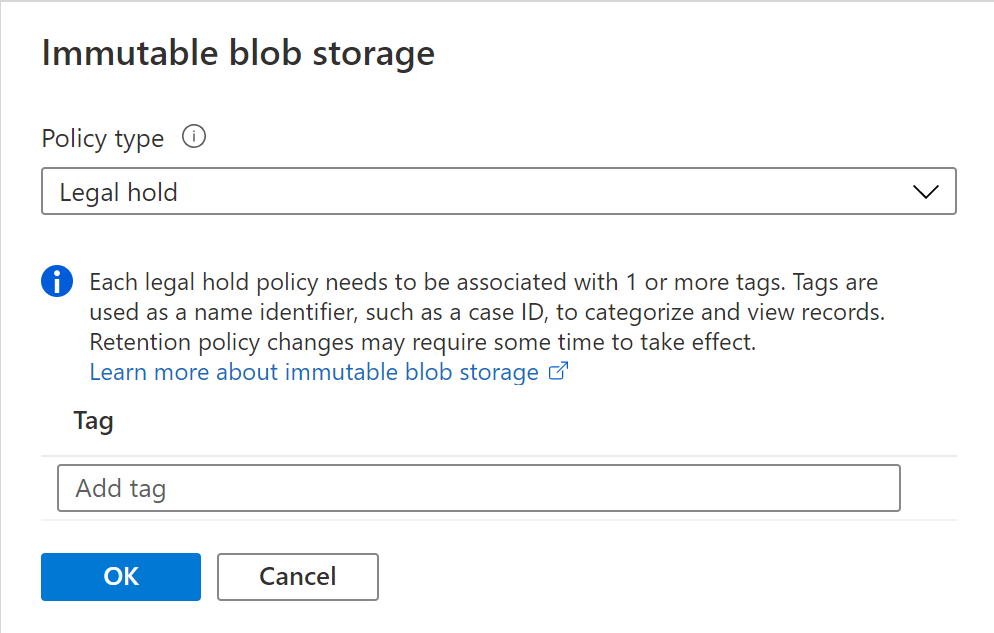 Immutable blob storage
Policy type
Legal hold
Each legal hold policy needs to be associated with 1 or more tags. Tags are
used as a name identifier, such as a case ID, to categorize and view records.
Retention policy changes may require some time to take effect.
Learn more about immutable blob storage
Tag
Add tag
OK
Cancel